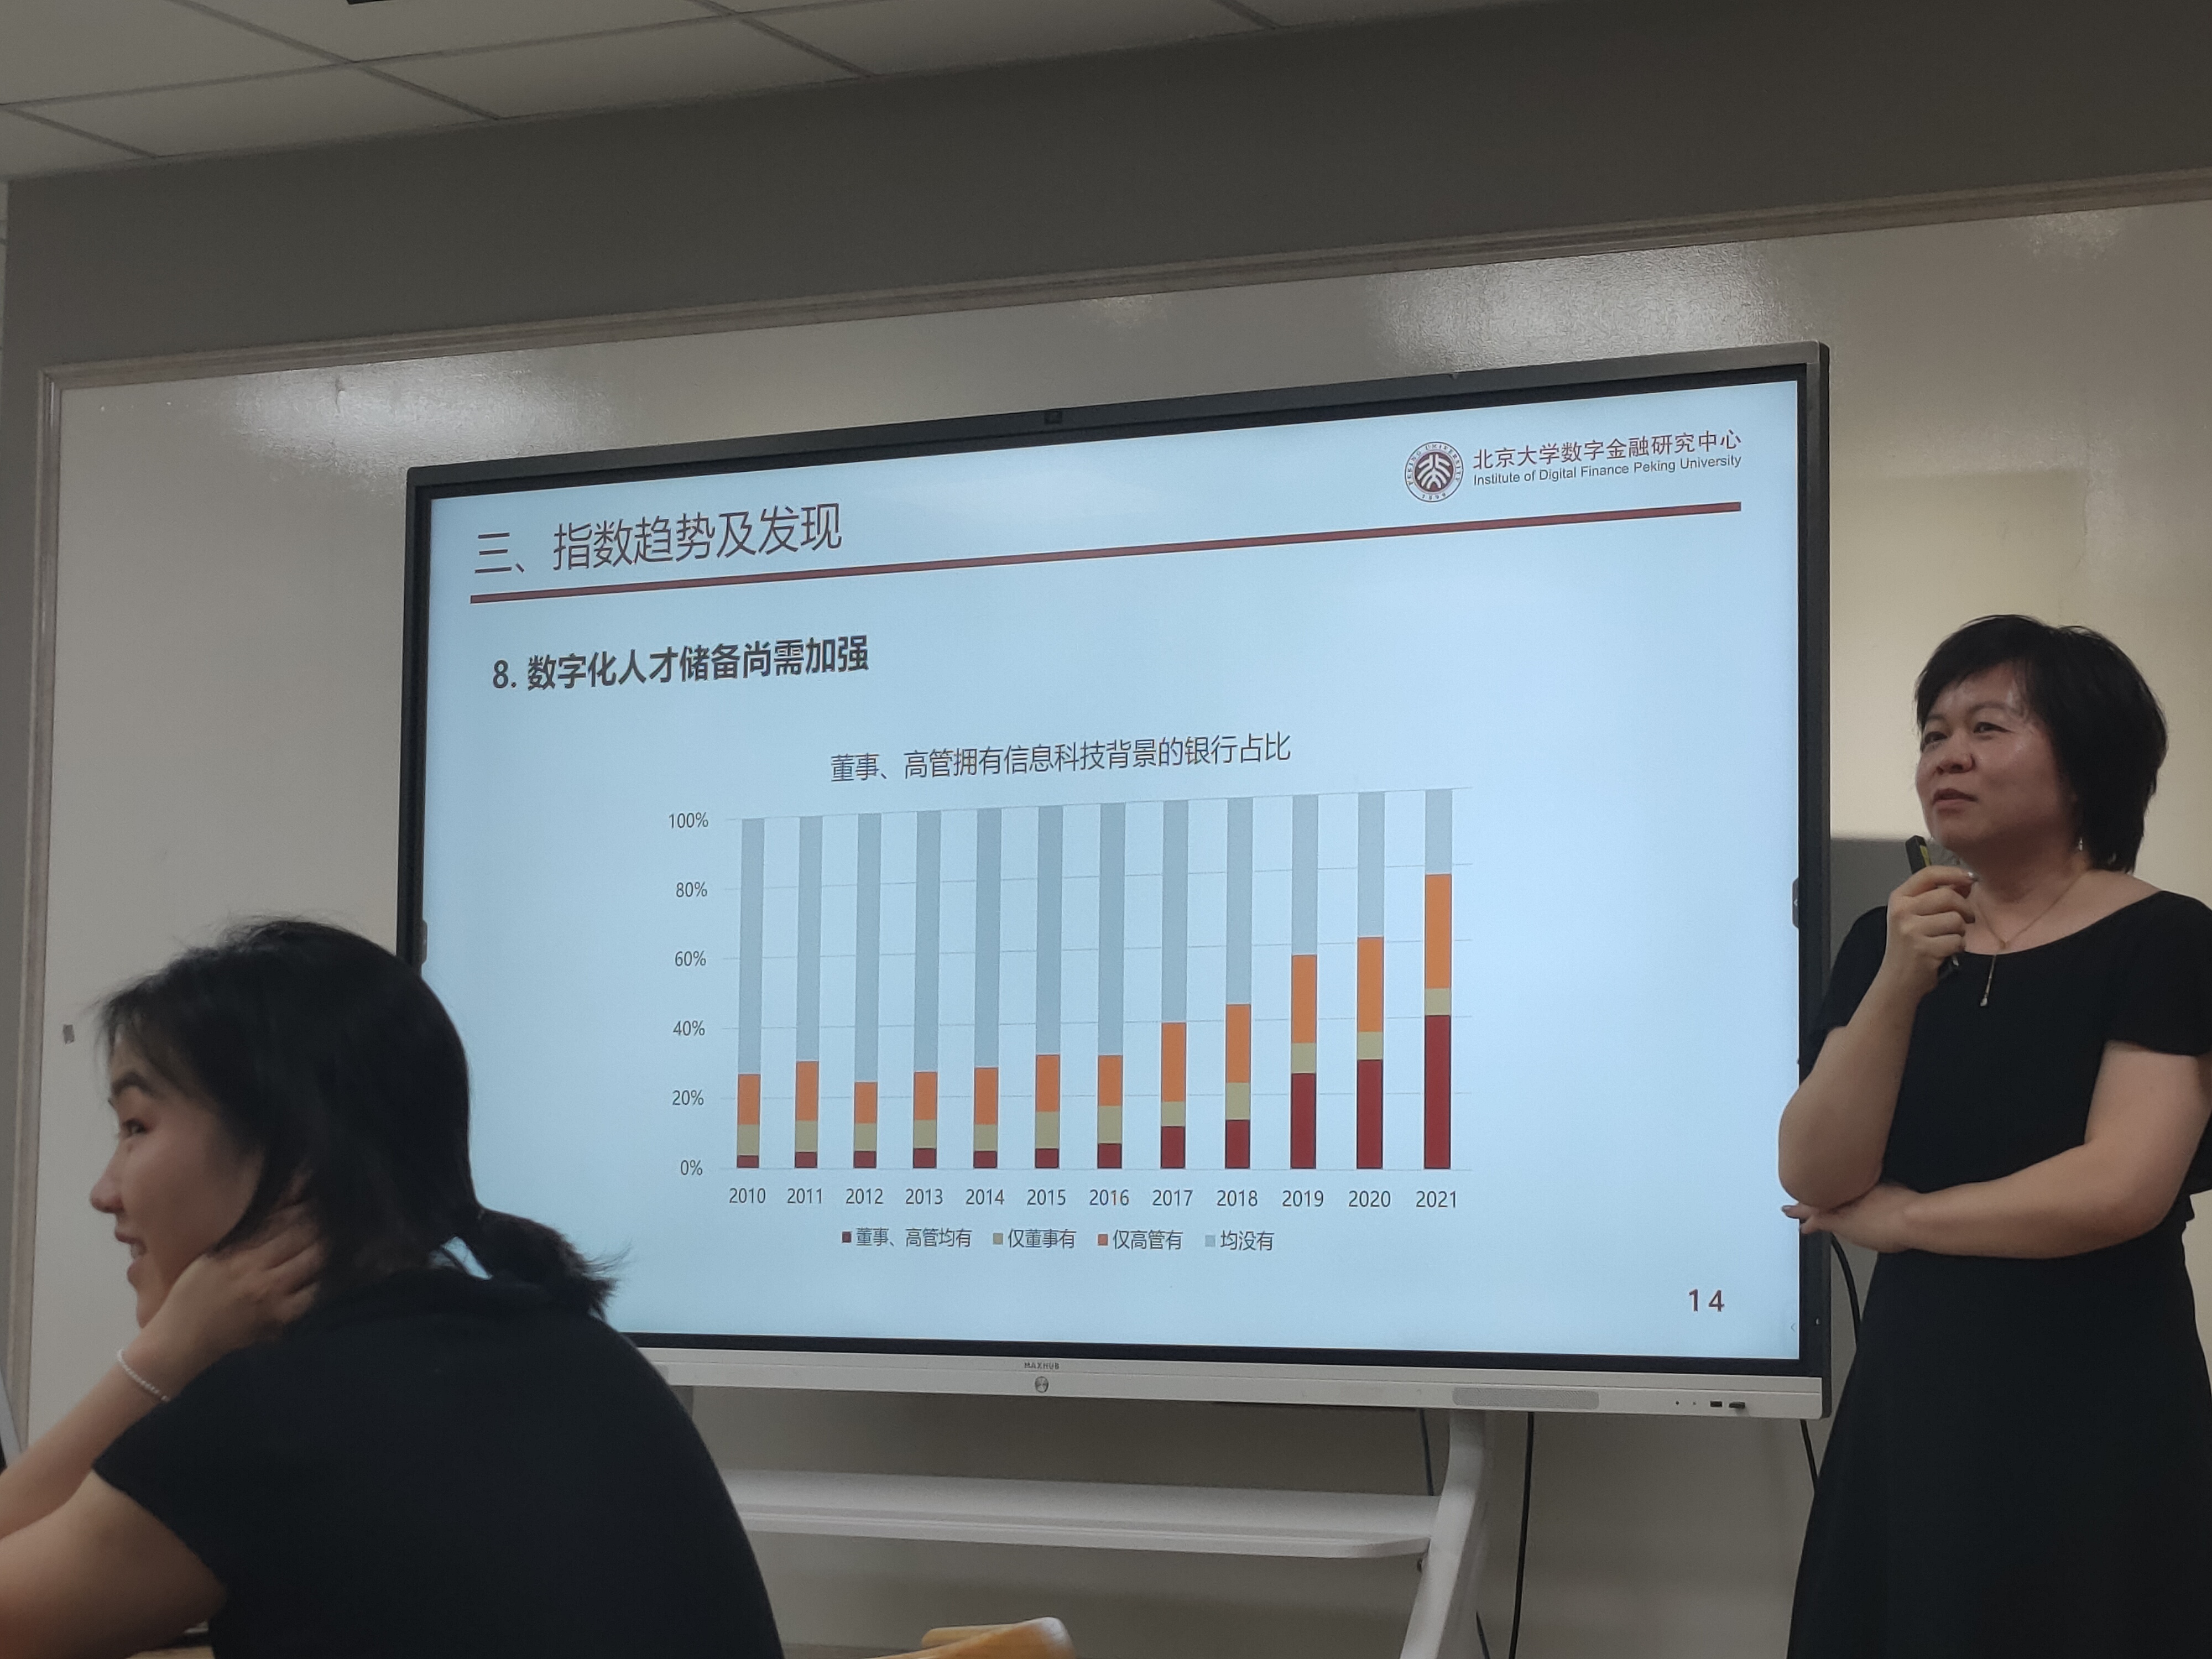 北京大学数字金融研究中心
Institute of Digital Finance Peking University
三、指数趋势及发现
8. 数字化人才储备尚需加强
董事、高管拥有信息科技背景的银行占比
100%
80%
60%
40%
20%
0%
2010 2011 2012 2013 2014 2015 2016 2017 2018 2019 2020 2021
董事、高管均有 仅董事有 仅高管有 均没有
14
MAXHUB